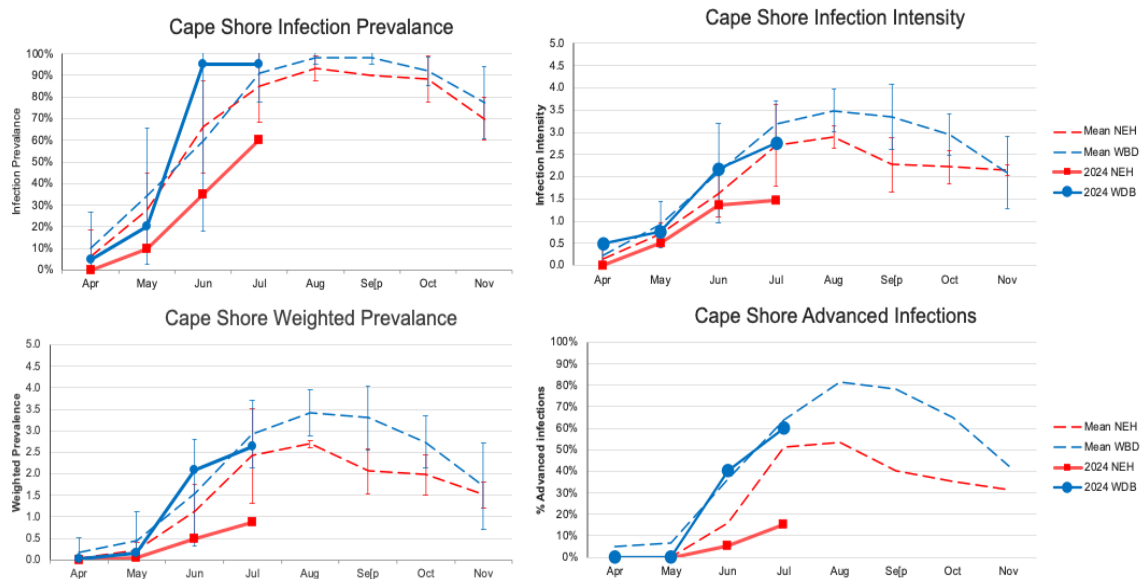 Cape Shore Infection Prevalance
Infection Prevalance
100%
90%
80%
70%
60%
50%
40%
30%
20%
10%
0%
Apr May Jun Jul Aug Se[p Oct Nov
Cape Shore Infection Intensity
Infection Intensity
5.0
4.5
4.0
3.5
3.0
2.5
2.0
1.5
1.0
0.5
0.0
Apr May Jun Jul Aug Se[p Oct Nov
Mean NEH
Mean WBD
2024 NEH
2024 WDB
Cape Shore Weighted Prevalance
Weighted Prevalence
5.0
4.5
4.0
3.5
3.0
2.5
2.0
1.5
1.0
0.5
0.0
Apr May Jun Jul Aug Se[p Oct Nov
Cape Shore Advanced Infections
% Advanced infections
100%
80%
60%
40%
30%
20%
10%
0%
Apr May Jun Jul Aug Se[p Oct Nov
Mean NEH
Mean WBD
2024 NEH
2024 WDB